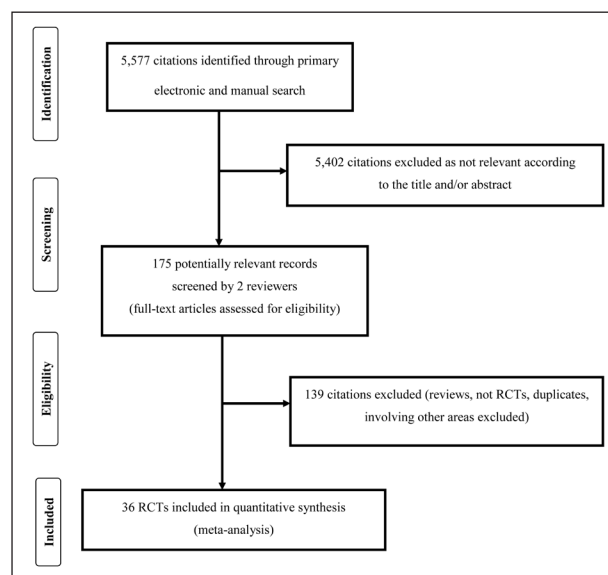 Identification
5,577 citations identified through primary
electronic and manual search
5,402 citations excluded as not relevant according
to the title and/or abstract
Screening
175 potentially relevant records
screened by 2 reviewers
(full-text articles assessed for eligibility)
Eligibility
139 citations excluded (reviews, not RCTs, duplicates,
involving other areas excluded)
Included
36 RCTs included in quantitative synthesis
(meta-analysis)